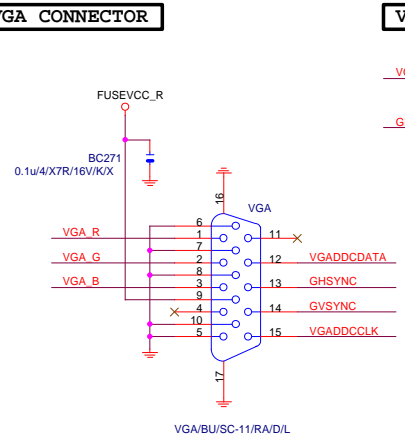 VGA CONNECTOR
V
FUSEVCC_R
BC271
0.1u/4/X7R/16V/K/X
16
VGA
6
VGA_R 1 11
7
VGA_G 2 12 VGADDCDATA
8
VGA_B 3 13 GHSYNC
9
4 14 GVSYNC
10
5 15 VGADDCCLK
17
VGA/BU/SC-11/RA/D/L